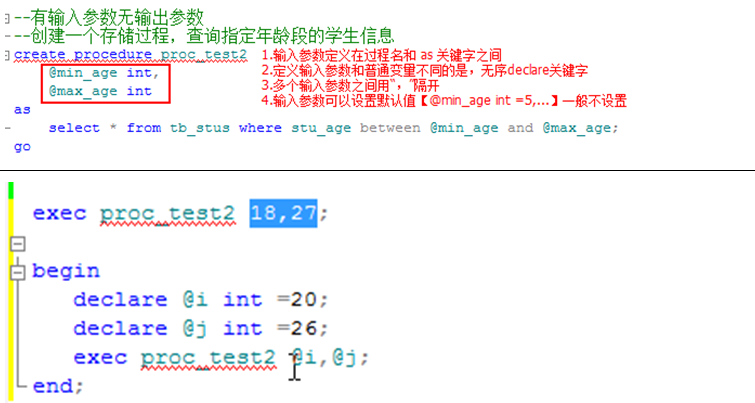 --有输入参数无输出参数
---创建一个存储过程，查询指定年龄段的学生信息
create procedure proc_test2 1.输入参数定义在过程名和 as 关键字之间
@min_age int, 2.定义输入参数和普通变量不同的是，无序declare关键字
@max_age int 3.多个输入参数之间用“，”隔开
as 4.输入参数可以设置默认值【@min_age int =5,...】一般不设置
select * from tb_stus where stu_age between @min_age and @max_age;
go
exec proc_test2 18,27;
begin
declare @i int =20;
declare @j int =26;
exec proc_test2 @i,@j;
end;